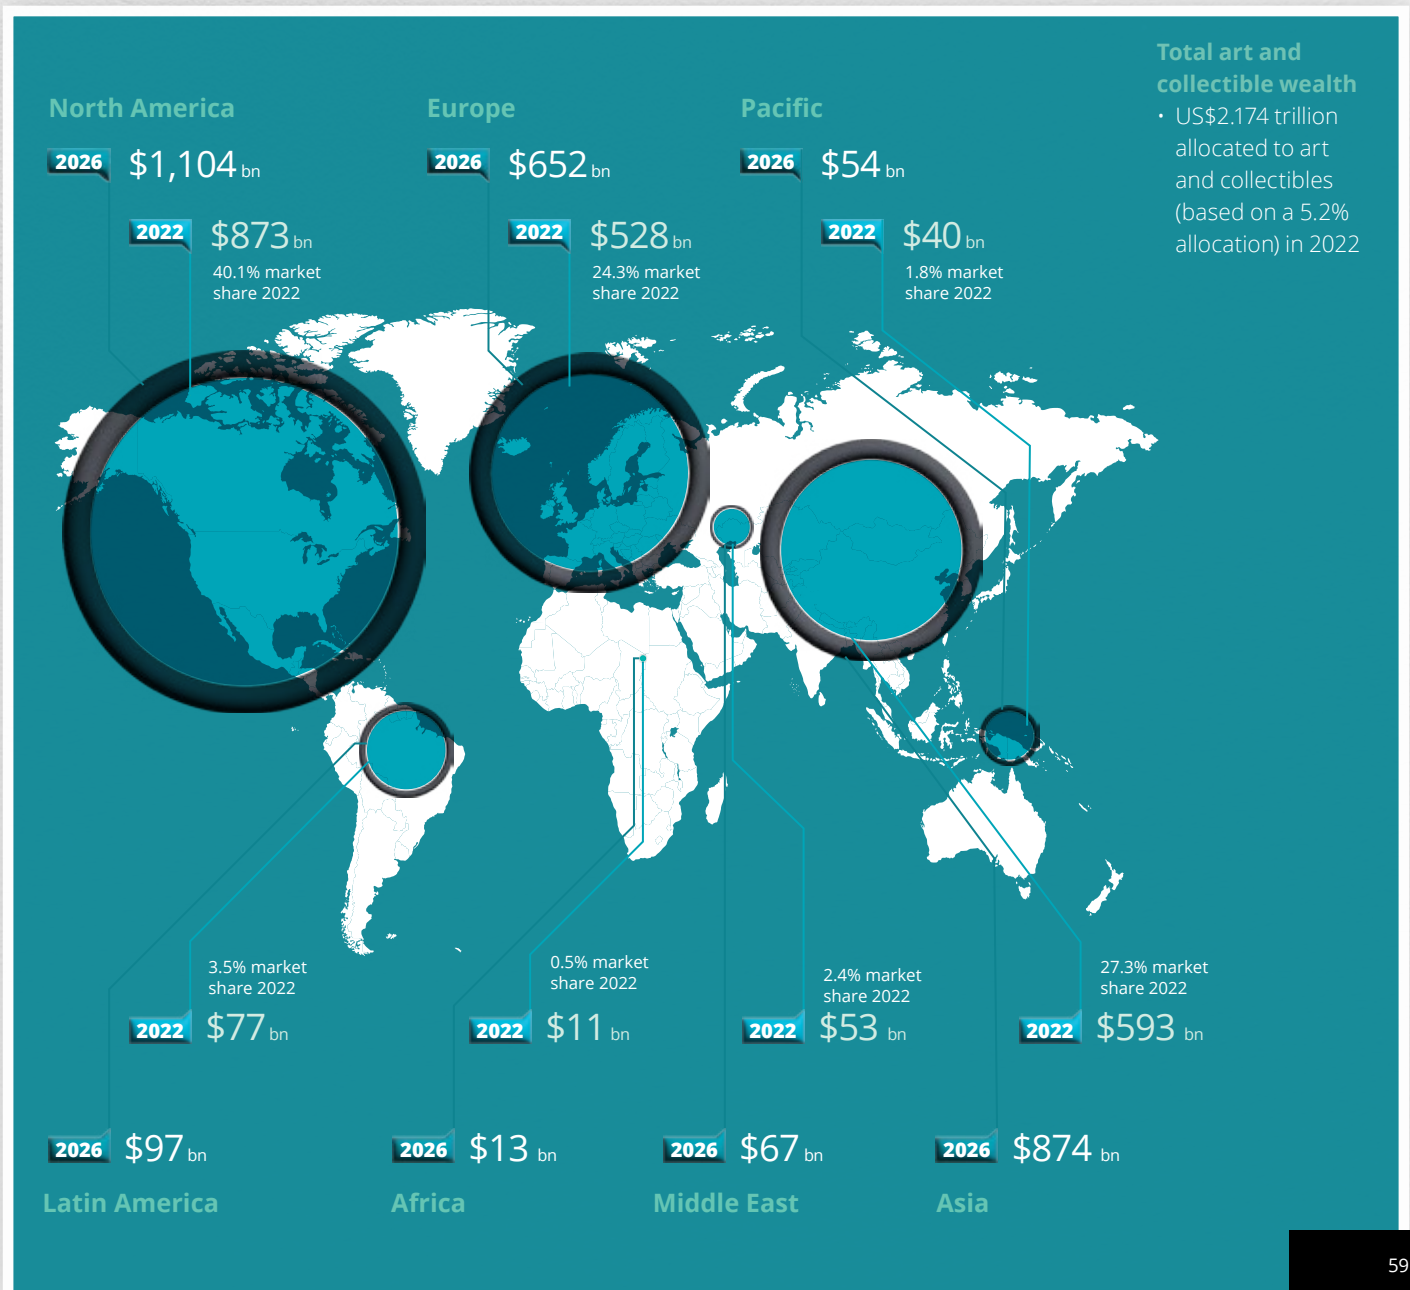 Total art and
collectible wealth
• US$2.174 trillion
allocated to art
and collectibles
(based on a 5.2%
allocation) in 2022
North America
2026 $1,104 bn
2022 $873 bn
40.1% market
share 2022
Europe
2026 $652 bn
2022 $528 bn
24.3% market
share 2022
Pacific
2026 $54 bn
2022 $40 bn
1.8% market
share 2022
3.5% market
share 2022
2022 $77 bn
2026 $97 bn
Latin America
0.5% market
share 2022
2022 $11 bn
2026 $13 bn
Africa
2.4% market
share 2022
2022 $53 bn
2026 $67 bn
Middle East
27.3% market
share 2022
2022 $593 bn
2026 $874 bn
Asia
59